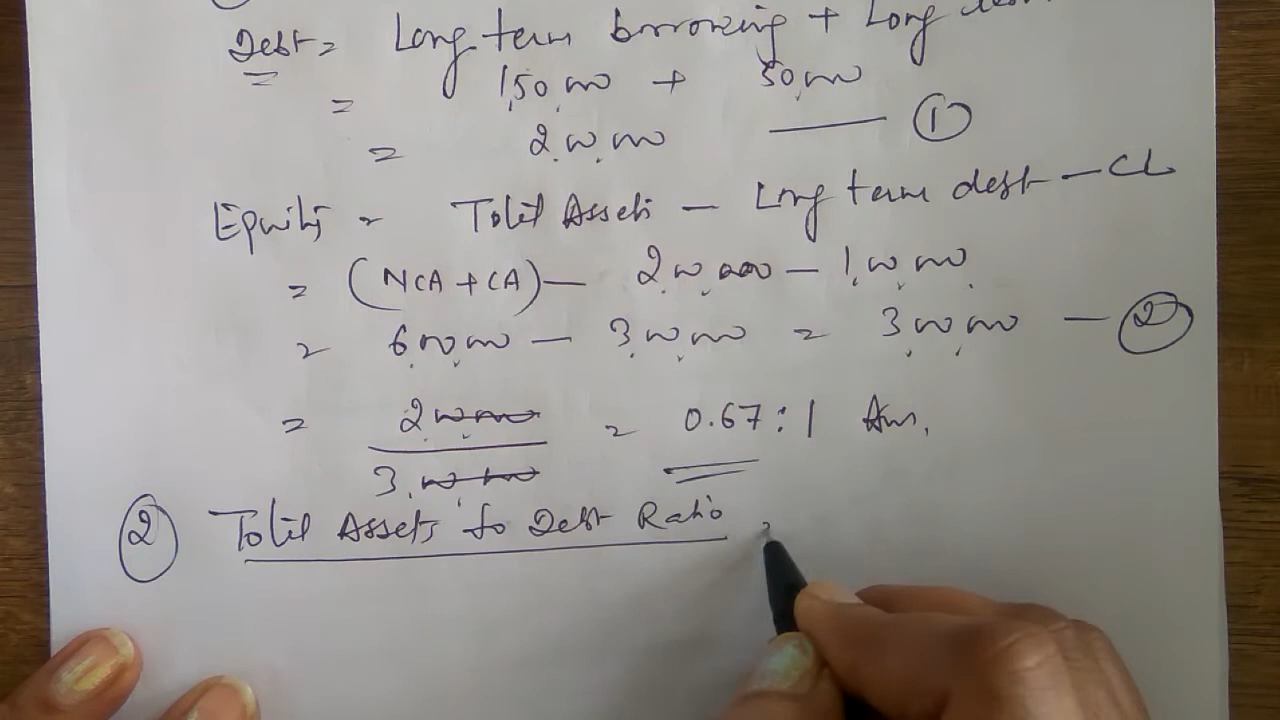 Debt = Long term borrowing + Long
= 1,50,000 + 50,000
= 2,00,000 —— ①
Equity = Total Assets - Long term debt - CL
= (NCA + CA) - 2,00,000 - 1,00,000
= 6,00,000 - 3,00,000 = 3,00,000 - ②
= 2,00,000 / 3,00,000 = 0.67 : 1 Ans.
② Total Assets to Debt Ratio =